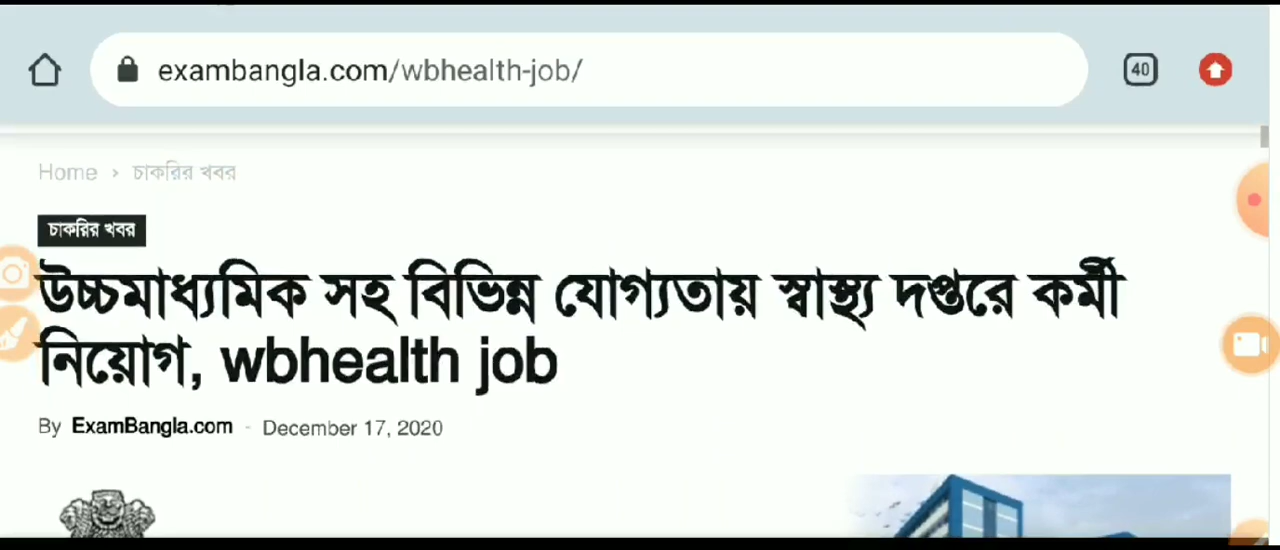 exambangla.com/wbhealth-job/
40
Home › চাকরির খবর
চাকরির খবর
উচ্চমাধ্যমিক সহ বিভিন্ন যোগ্যতায় স্বাস্থ্য দপ্তরে কর্মী
নিয়োগ, wbhealth job
By ExamBangla.com - December 17, 2020